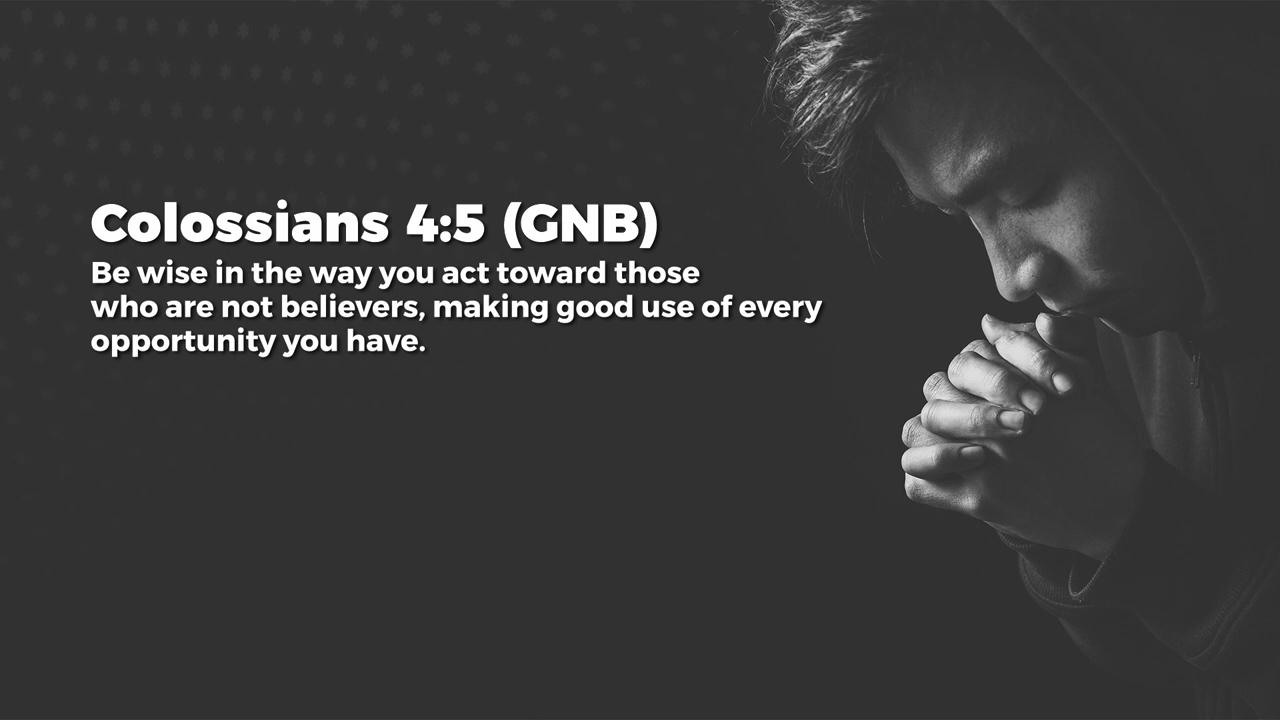 Colossians 4:5 (GNB)
Be wise in the way you act toward those
who are not believers, making good use of every
opportunity you have.